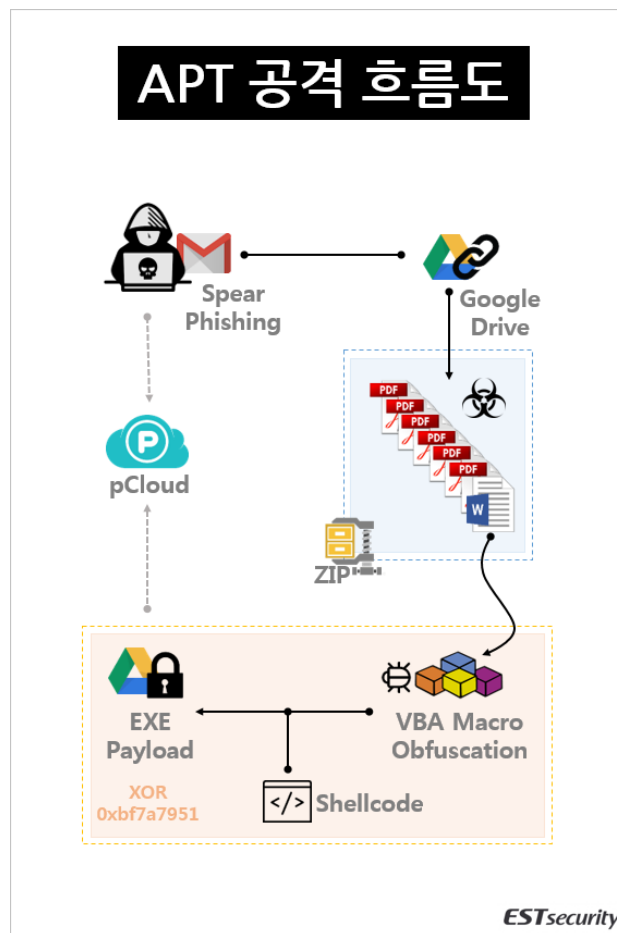 APT 공격 흐름도
Spear
Phishing
Google
Drive
PDF
PDF
PDF
PDF
PDF
PDF
W
ZIP
P
pCloud
EXE
Payload
XOR
0xbf7a7951
VBA Macro
Obfuscation
</>
Shellcode
ESTsecurity